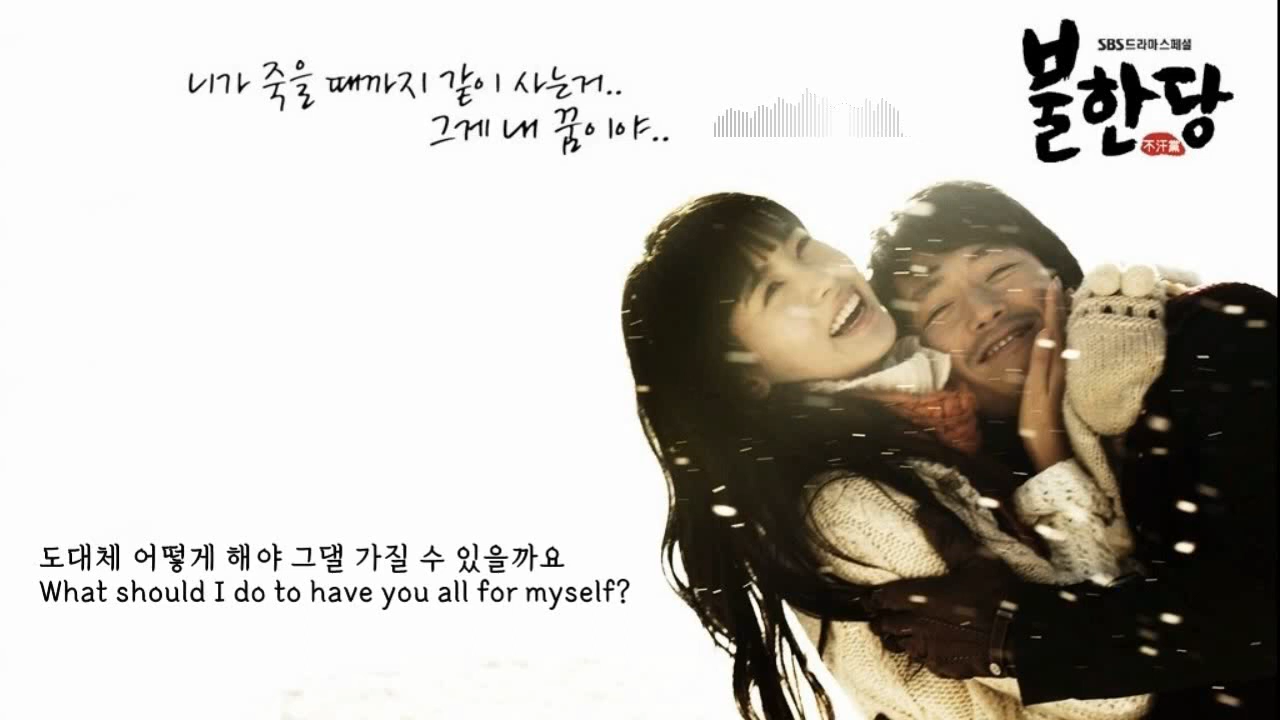 니가 죽을 때까지 같이 사는거..
그게 내 꿈이야..
SBS드라마스페셜
불한당
不汗黨
도대체 어떻게 해야 그댈 가질 수 있을까요
What should I do to have you all for myself?